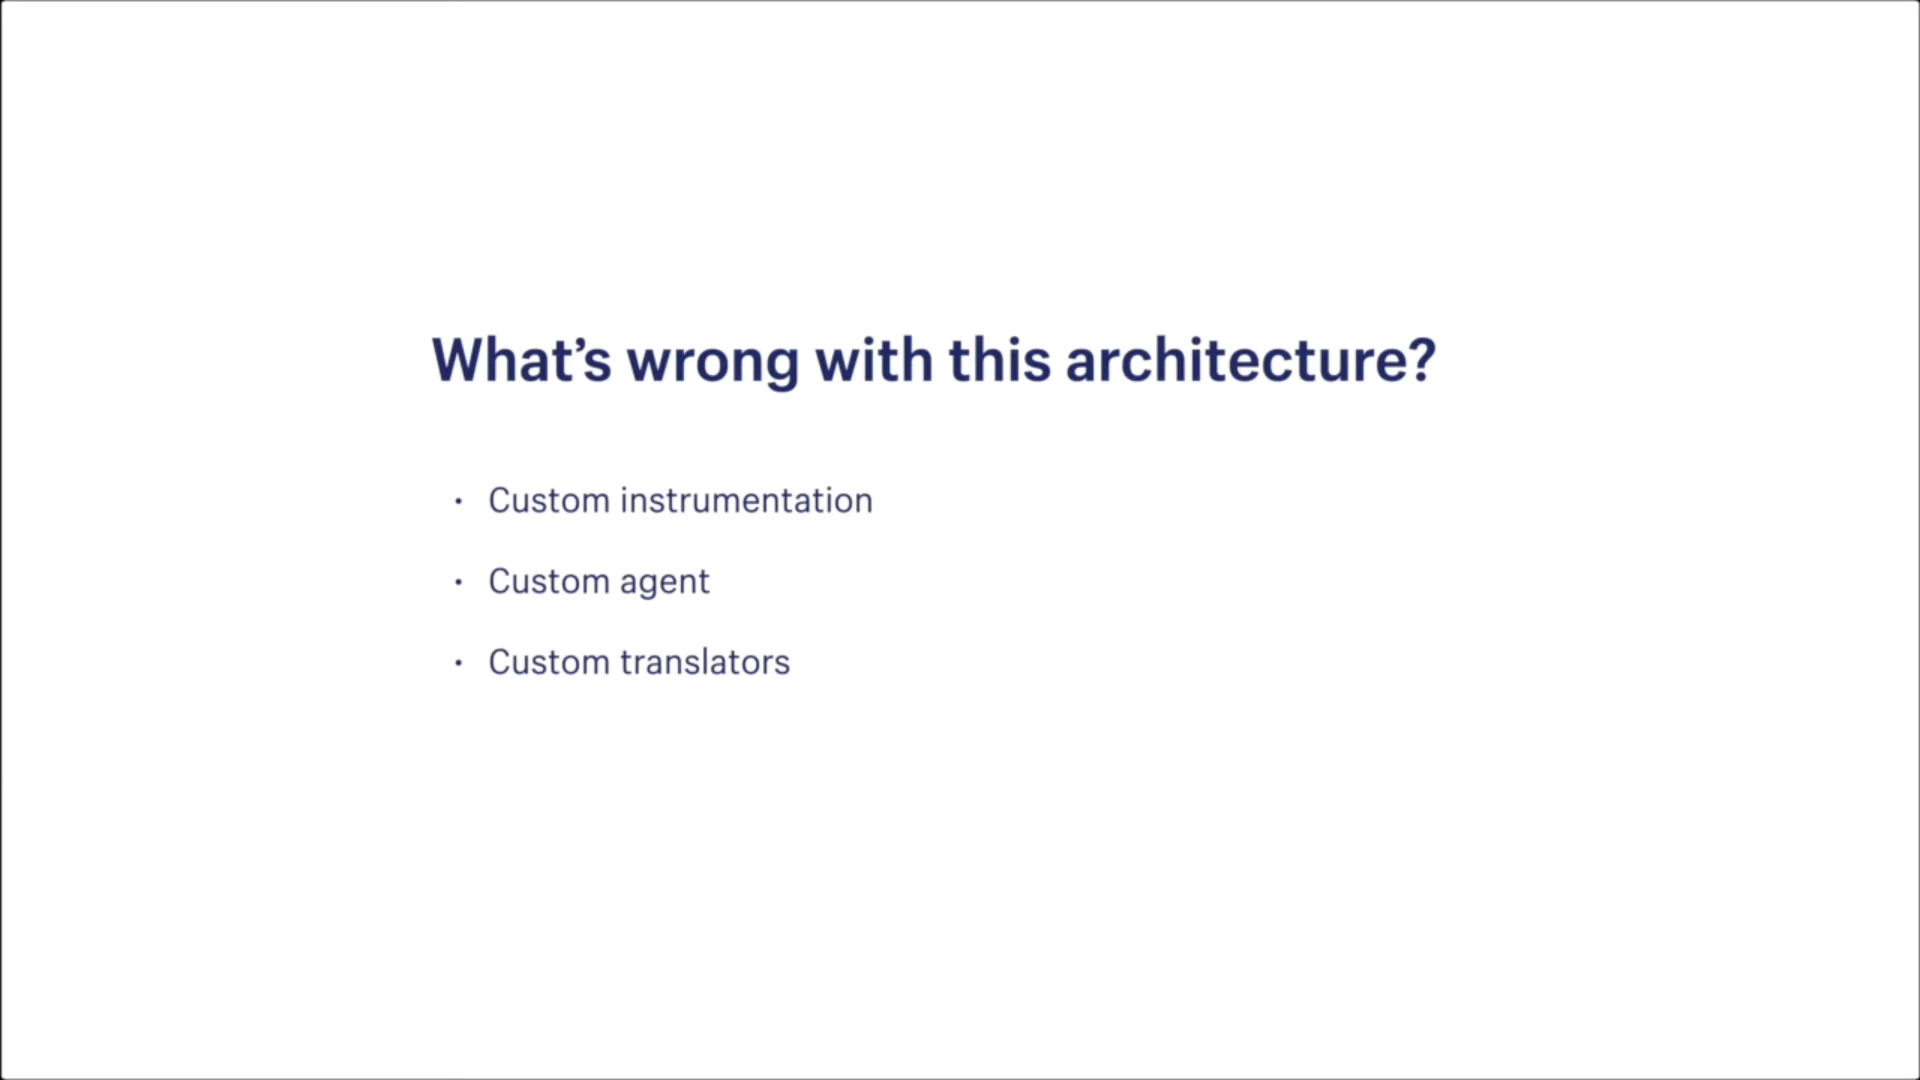 What’s wrong with this architecture?
· Custom instrumentation
· Custom agent
· Custom translators